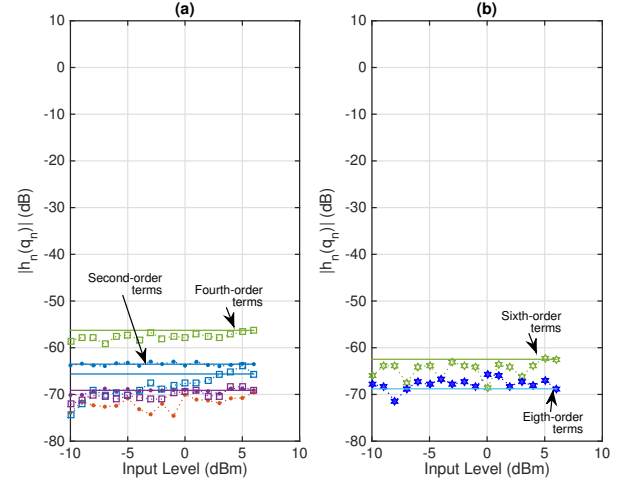 (a)
|h_n(q_n)| (dB)
10
0
-10
-20
-30
-40
-50
-60
-70
-80
Second-order
terms
Fourth-order
terms
-10
-5
0
5
10
Input Level (dBm)
(b)
|h_n(q_n)| (dB)
10
0
-10
-20
-30
-40
-50
-60
-70
-80
Sixth-order
terms
Eigth-order
terms
-10
-5
0
5
10
Input Level (dBm)